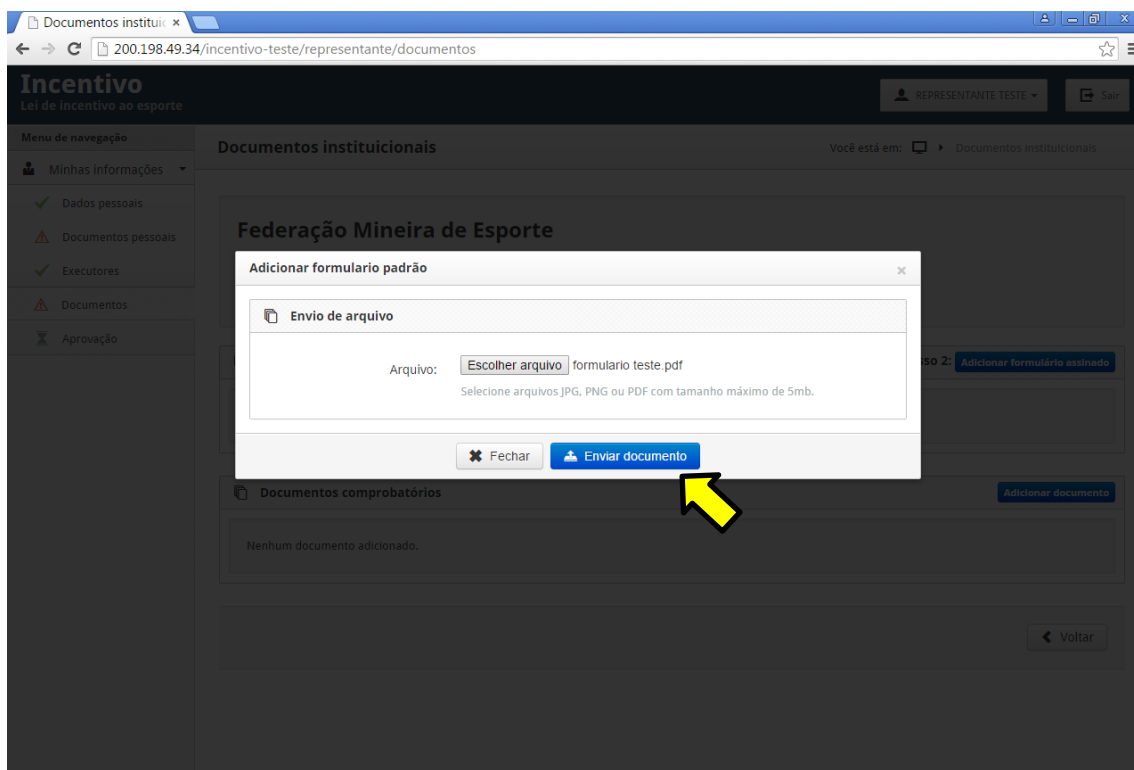 Documentos instituic
200.198.49.34/incentivo-teste/representante/documentos
Incentivo
Lei de incentivo ao esporte
REPRESENTANTE TESTE
Sair
Menu de navegação
Minhas informações
Dados pessoais
Documentos pessoais
Executores
Documentos
Aprovação
Documentos instituicionais
Você está em:
Documentos instituicionais
Federação Mineira de Esporte
Adicionar formulario padrão
Envio de arquivo
Arquivo:
Escolher arquivo formulario teste.pdf
Selecione arquivos JPG, PNG ou PDF com tamanho máximo de 5mb.
Fechar
Enviar documento
sso 2: Adicionar formulário assinado
Documentos comprobatórios
Adicionar documento
Nenhum documento adicionado.
Voltar